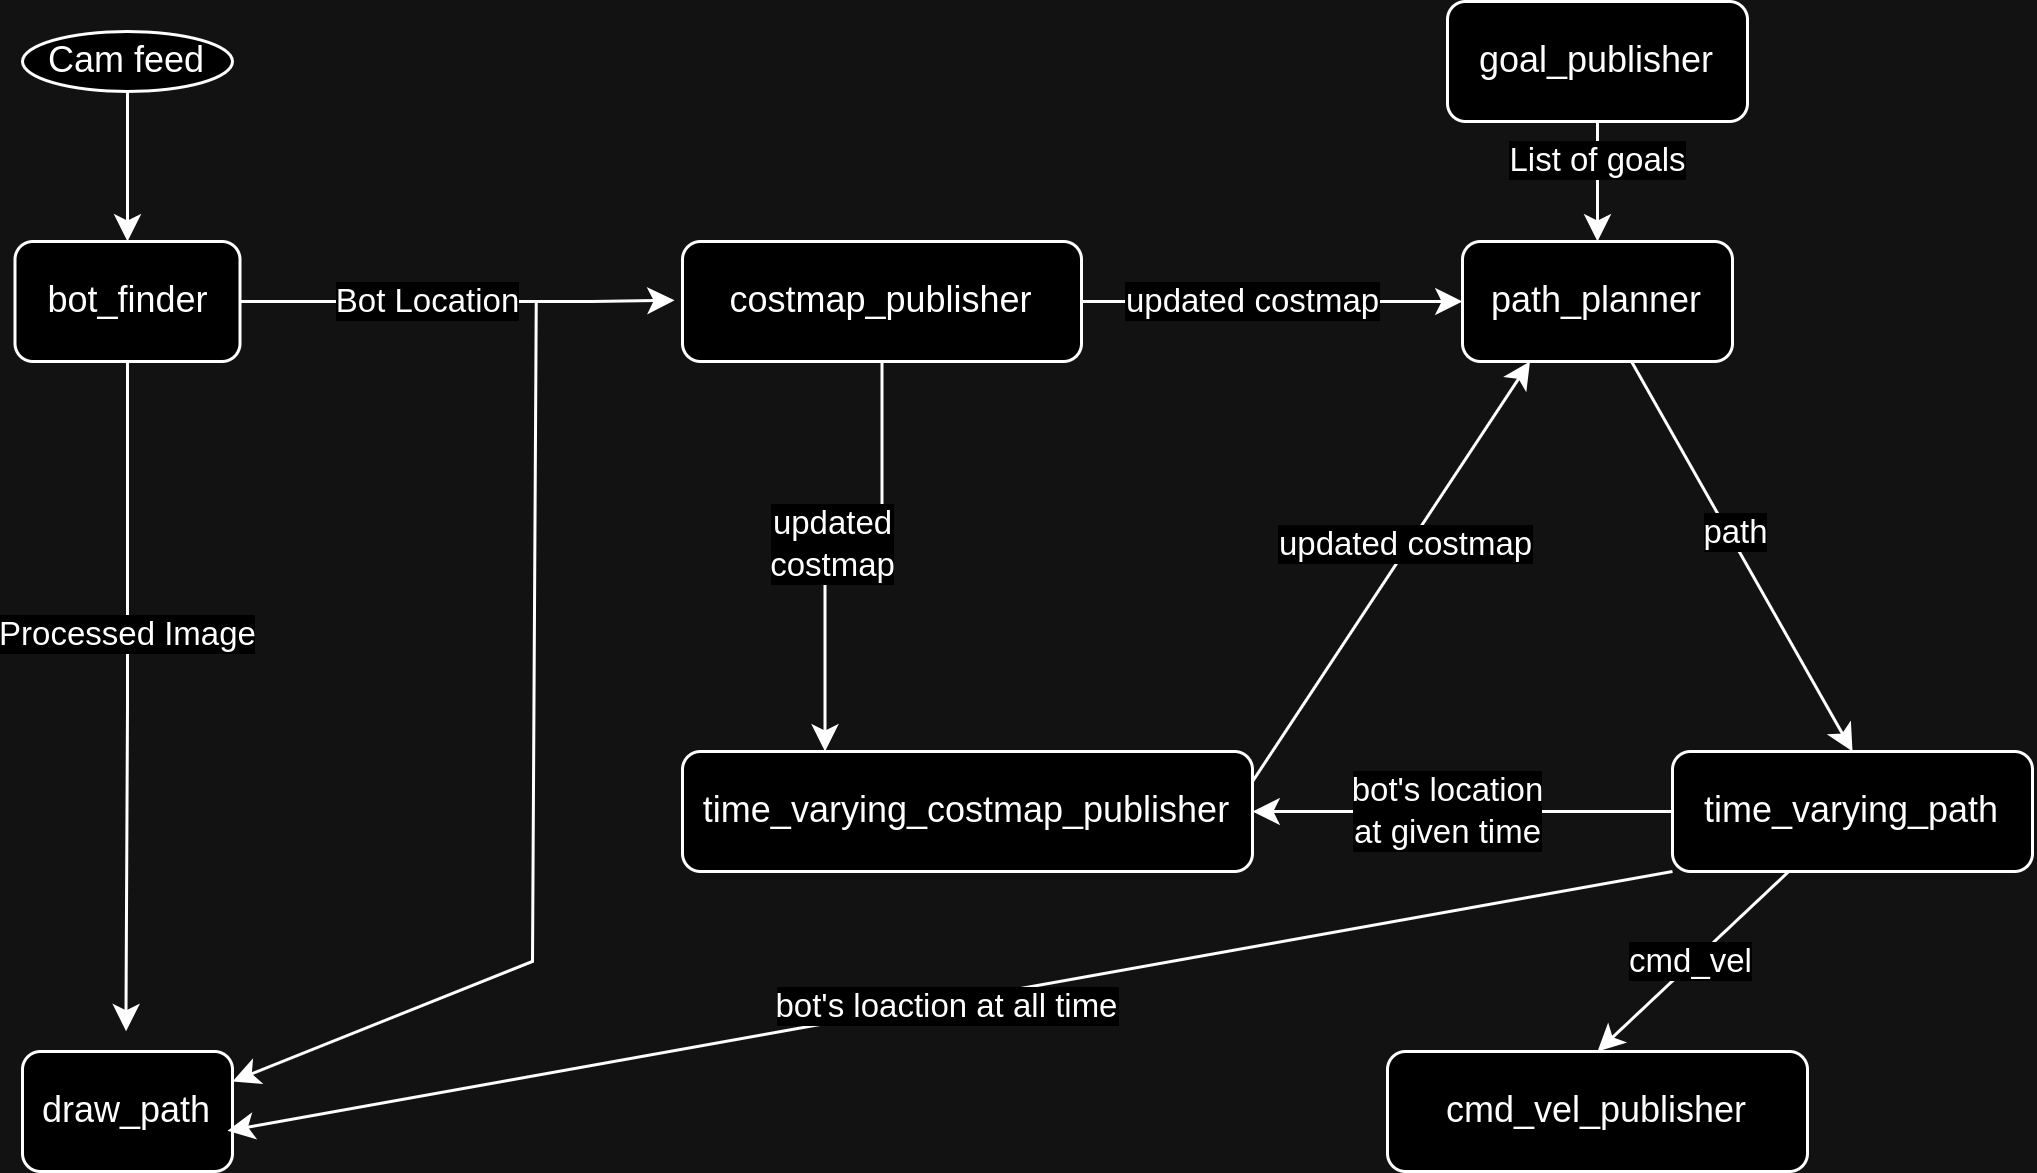 Cam feed
goal_publisher
List of goals
bot_finder
Bot Location
costmap_publisher
updated costmap
path_planner
updated
costmap
updated costmap
path
Processed Image
time_varying_costmap_publisher
bot's location
at given time
time_varying_path
cmd_vel
bot's loaction at all time
draw_path
cmd_vel_publisher